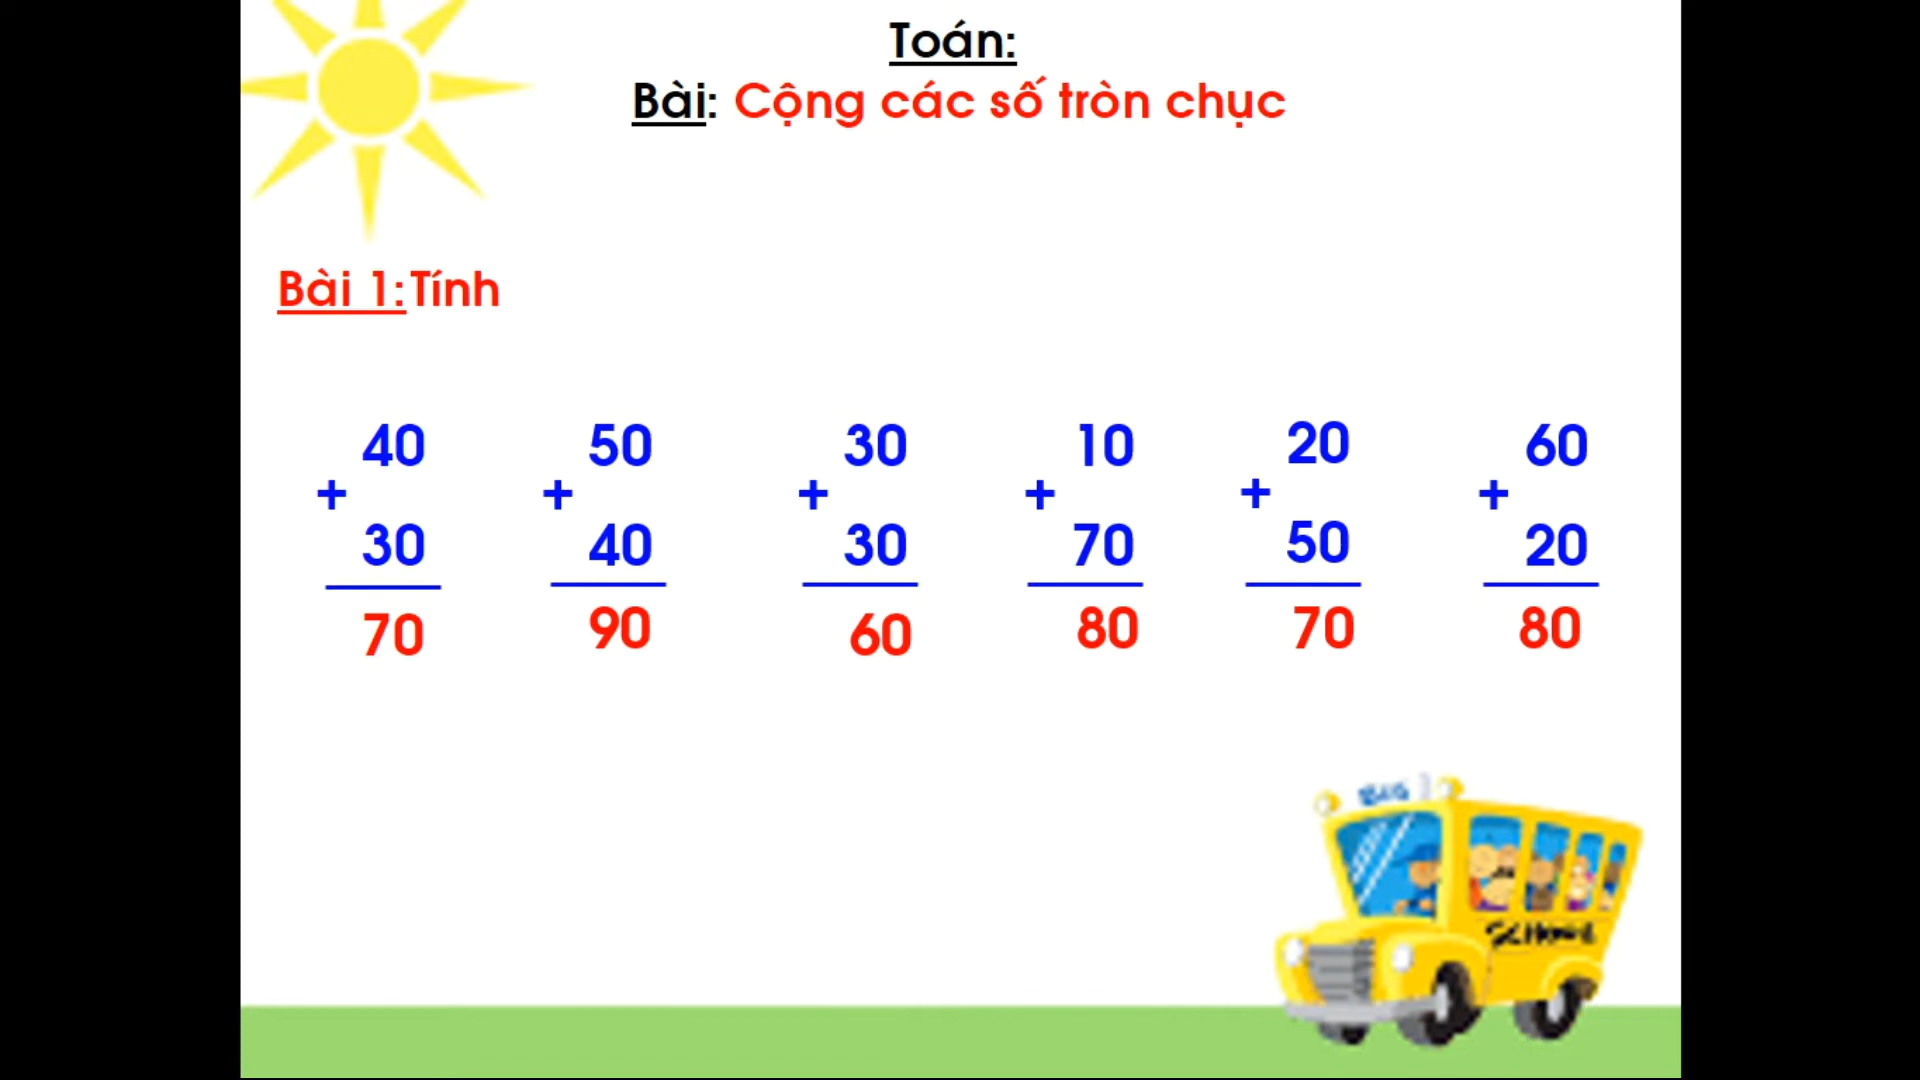 Toán:
Bài: Cộng các số tròn chục
Bài 1: Tính
40 50 30 10 20 60
+ + + + + +
30 40 30 70 50 20
70 90 60 80 70 80
SCHOOL